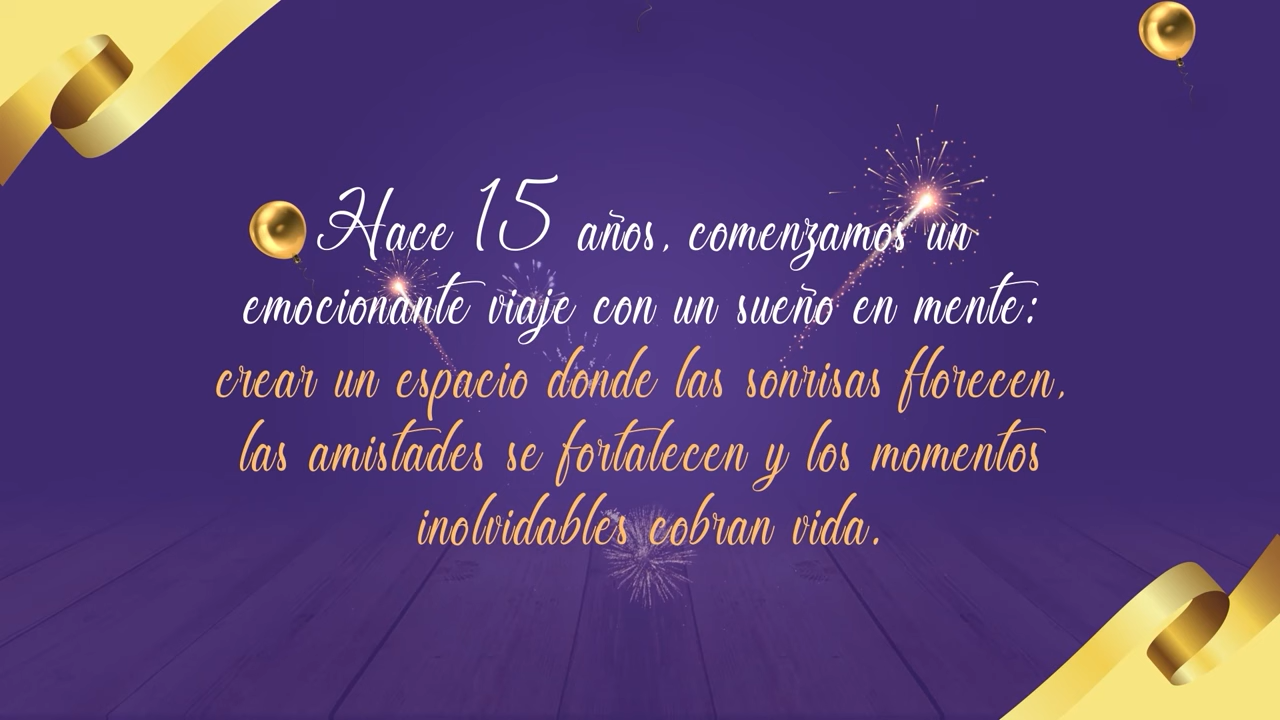 Hace 15 años, comenzamos un
emocionante viaje con un sueño en mente:
crear un espacio donde las sonrisas florecen,
las amistades se fortalecen y los momentos
inolvidables cobran vida.